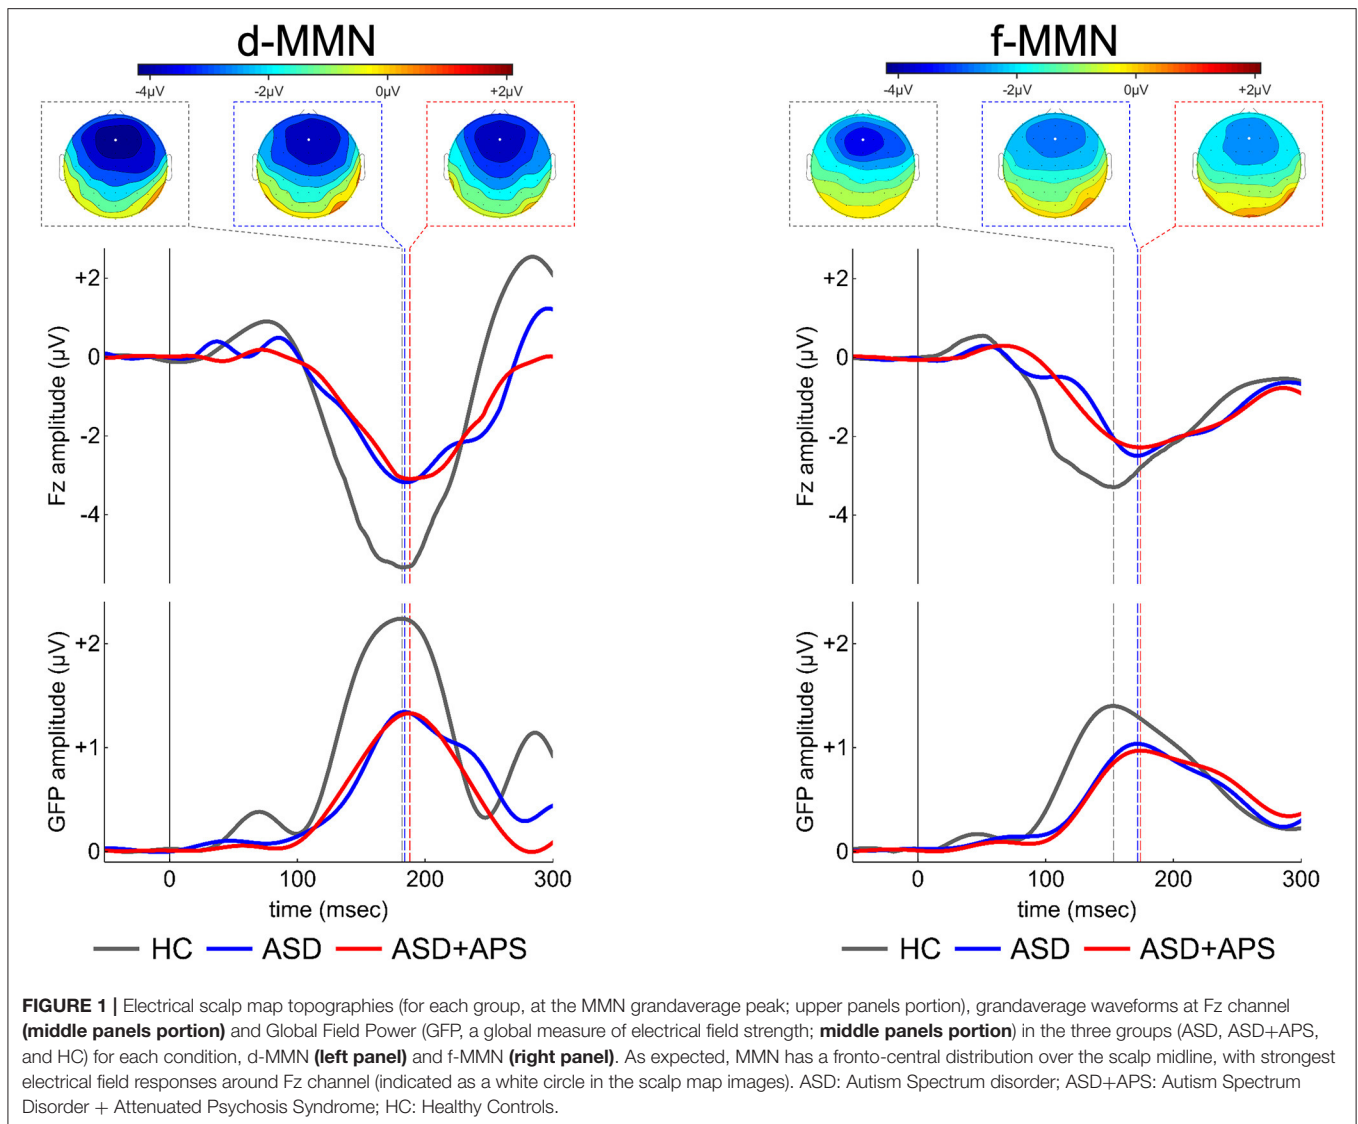 d-MMN
-4µV -2µV 0µV +2µV
Fz amplitude (µV)
+2
0
-2
-4
GFP amplitude (µV)
+2
+1
0
0 100 200 300
time (msec)
HC ASD ASD+APS
f-MMN
-4µV -2µV 0µV +2µV
Fz amplitude (µV)
+2
0
-2
-4
GFP amplitude (µV)
+2
+1
0
0 100 200 300
time (msec)
HC ASD ASD+APS
FIGURE 1 | Electrical scalp map topographies (for each group, at the MMN grandaverage peak; upper panels portion), grandaverage waveforms at Fz channel
(middle panels portion) and Global Field Power (GFP, a global measure of electrical field strength; middle panels portion) in the three groups (ASD, ASD+APS,
and HC) for each condition, d-MMN (left panel) and f-MMN (right panel). As expected, MMN has a fronto-central distribution over the scalp midline, with strongest
electrical field responses around Fz channel (indicated as a white circle in the scalp map images). ASD: Autism Spectrum disorder; ASD+APS: Autism Spectrum
Disorder + Attenuated Psychosis Syndrome; HC: Healthy Controls.